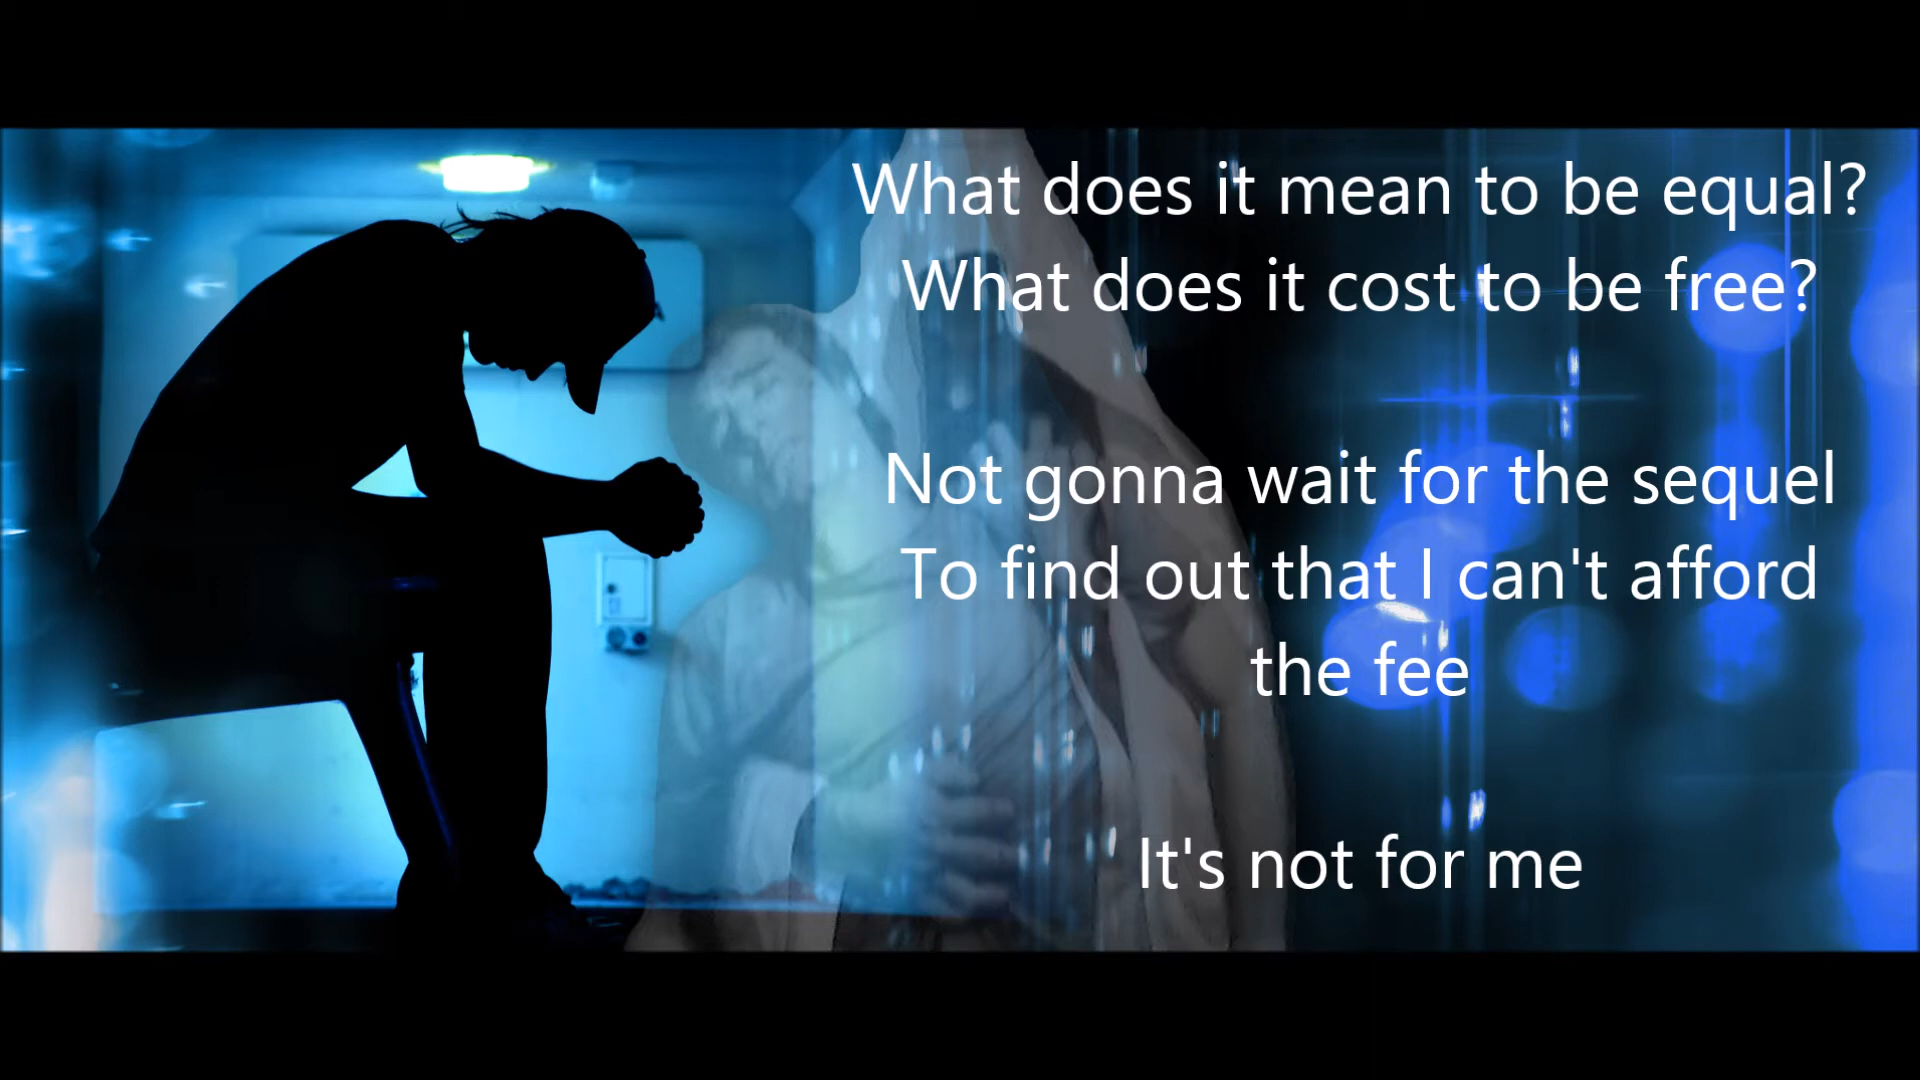 What does it mean to be equal?
What does it cost to be free?
Not gonna wait for the sequel
To find out that I can't afford
the fee
It's not for me